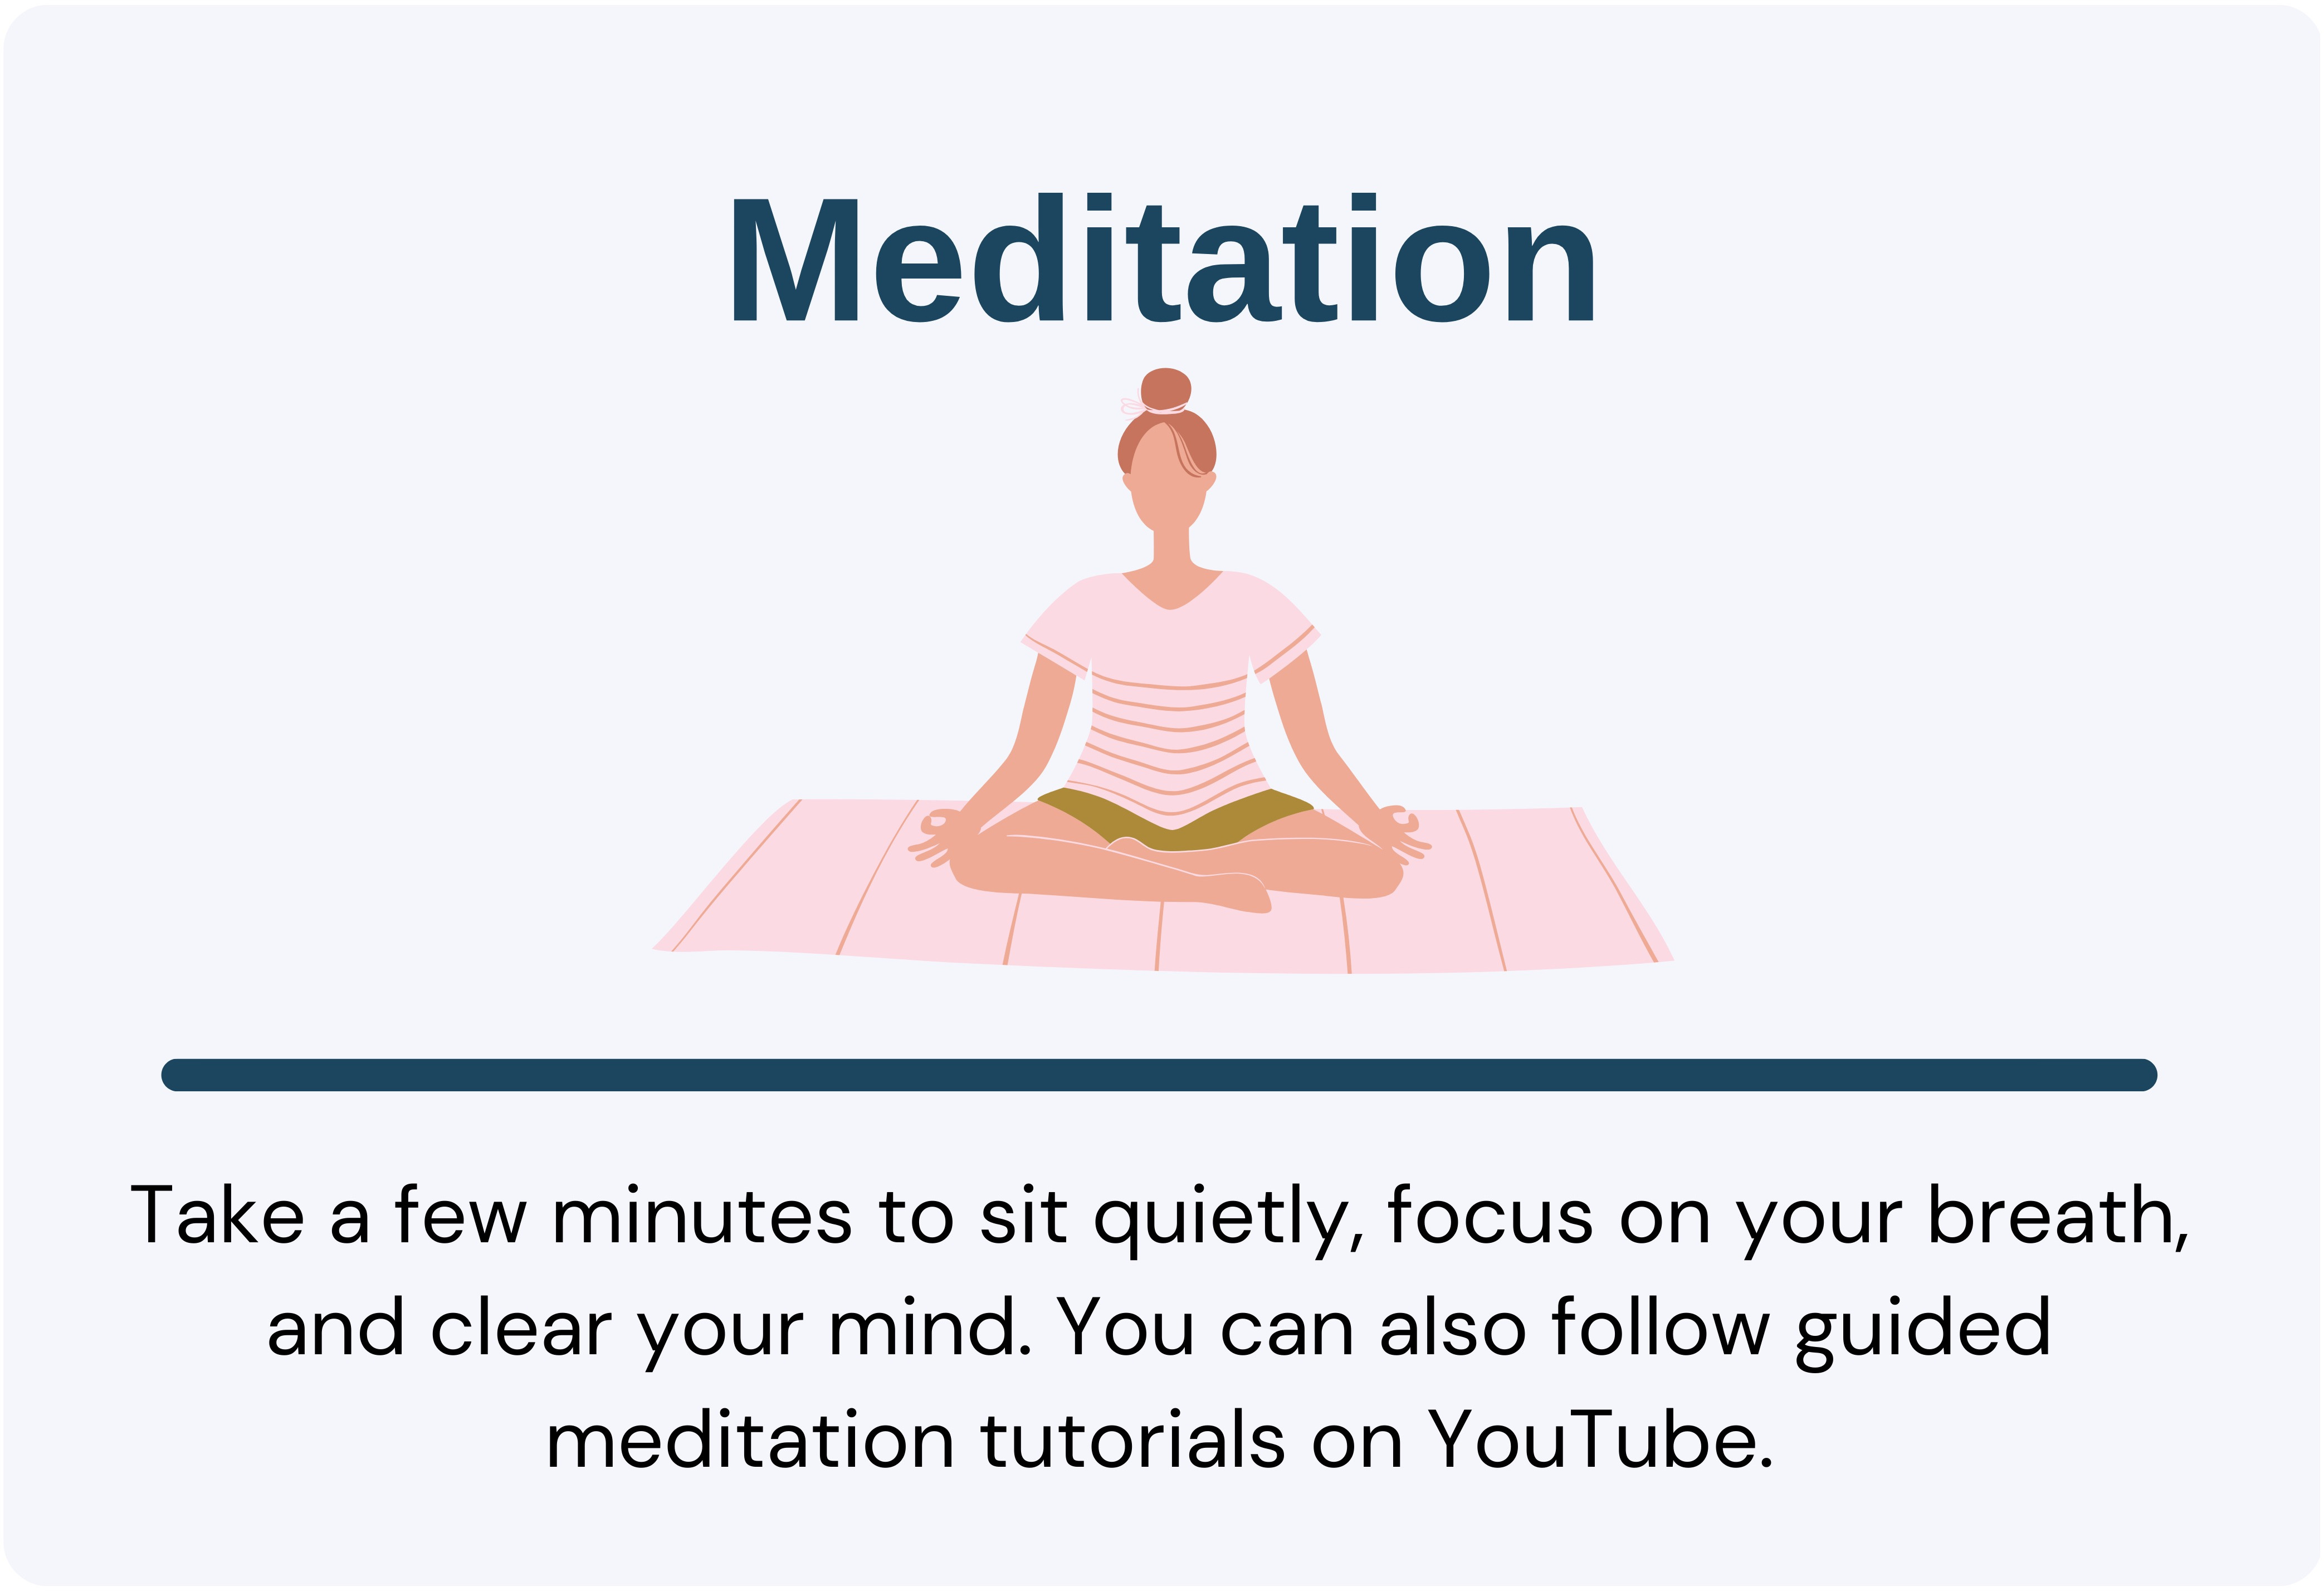 Meditation
Take a few minutes to sit quietly, focus on your breath,
and clear your mind. You can also follow guided
meditation tutorials on YouTube.